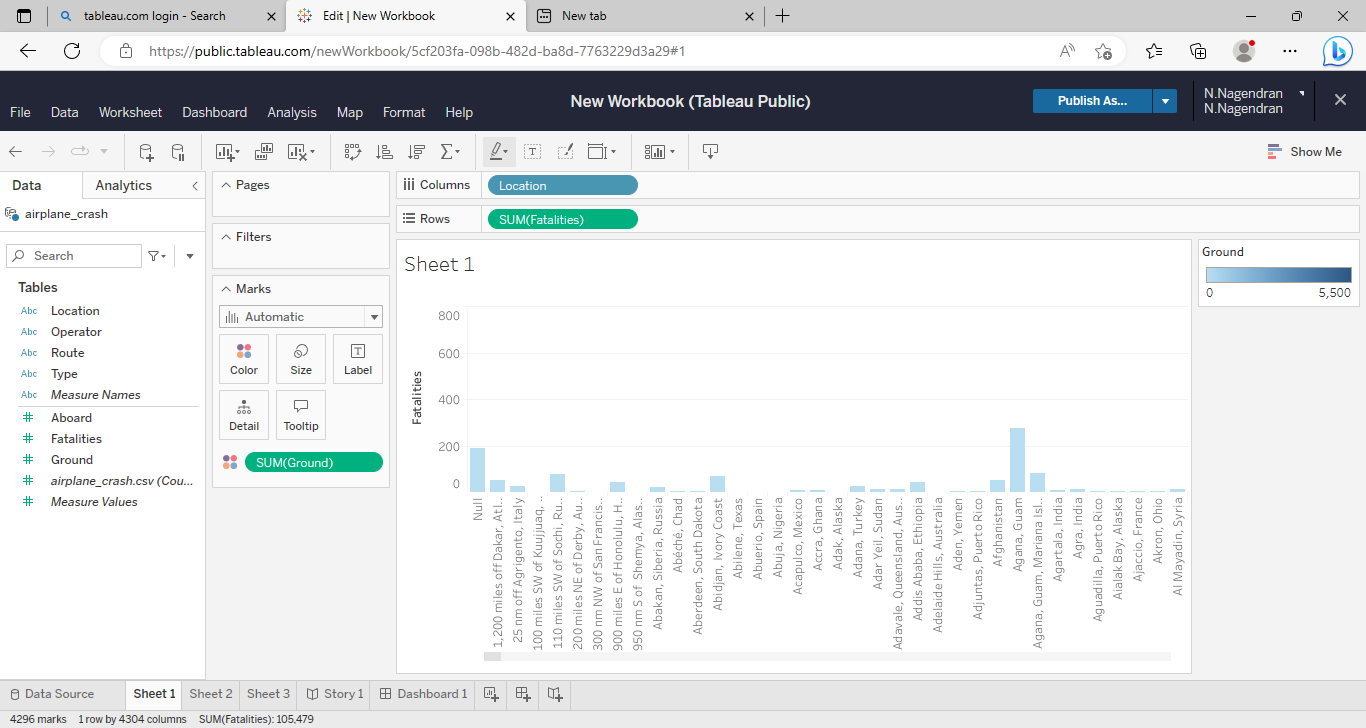 tableau.com login - Search
Edit | New Workbook
New tab
https://public.tableau.com/newWorkbook/5cf203fa-098b-482d-ba8d-7763229d3a29#1
File Data Worksheet Dashboard Analysis Map Format Help
New Workbook (Tableau Public)
Publish As...
N.Nagendran
N.Nagendran
Show Me
Data Analytics
airplane_crash
Search
Tables
Abc Location
Abc Operator
Abc Route
Abc Type
Abc Measure Names
# Aboard
# Fatalities
# Ground
# airplane_crash.csv (Cou...
# Measure Values
Pages
Filters
Marks
Automatic
Color Size Label
Detail Tooltip
SUM(Ground)
Columns Location
Rows SUM(Fatalities)
Sheet 1
Fatalities
800
600
400
200
0
Null
1,200 miles off Dakar, Atl..
25 nm off Agrigento, Italy
100 miles SW of Kuujjuaq, ..
110 miles SW of Sochi, Ru..
200 miles NE of Derby, Au..
300 nm NW of San Francis..
900 miles E of Honolulu, H..
950 nm S of Shemya, Alas..
Abakan, Siberia, Russia
Abéché, Chad
Aberdeen, South Dakota
Abidjan, Ivory Coast
Abilene, Texas
Abuerio, Spain
Abuja, Nigeria
Acapulco, Mexico
Accra, Ghana
Adak, Alaska
Adana, Turkey
Adar Yeil, Sudan
Adavale, Queensland, Aus..
Addis Ababa, Ethiopia
Adelaide Hills, Australia
Aden, Yemen
Adjuntas, Puerto Rico
Afghanistan
Agana, Guam
Agana, Guam, Mariana Isl..
Agartala, India
Agra, India
Aguadilla, Puerto Rico
Aialak Bay, Alaska
Ajaccio, France
Akron, Ohio
Al Mayadin, Syria
Ground
0 5,500
Data Source Sheet 1 Sheet 2 Sheet 3 Story 1 Dashboard 1
4296 marks 1 row by 4304 columns SUM(Fatalities): 105,479